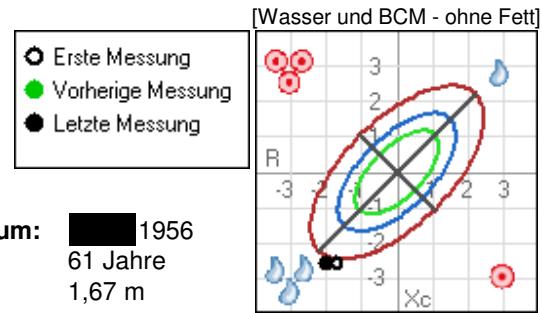 [Wasser und BCM - ohne Fett]
Erste Messung
Vorherige Messung
Letzte Messung
3
2
1
R
-3 -2 1 2 3
-1
-2
-3
Xc
um: 1956
61 Jahre
1,67 m